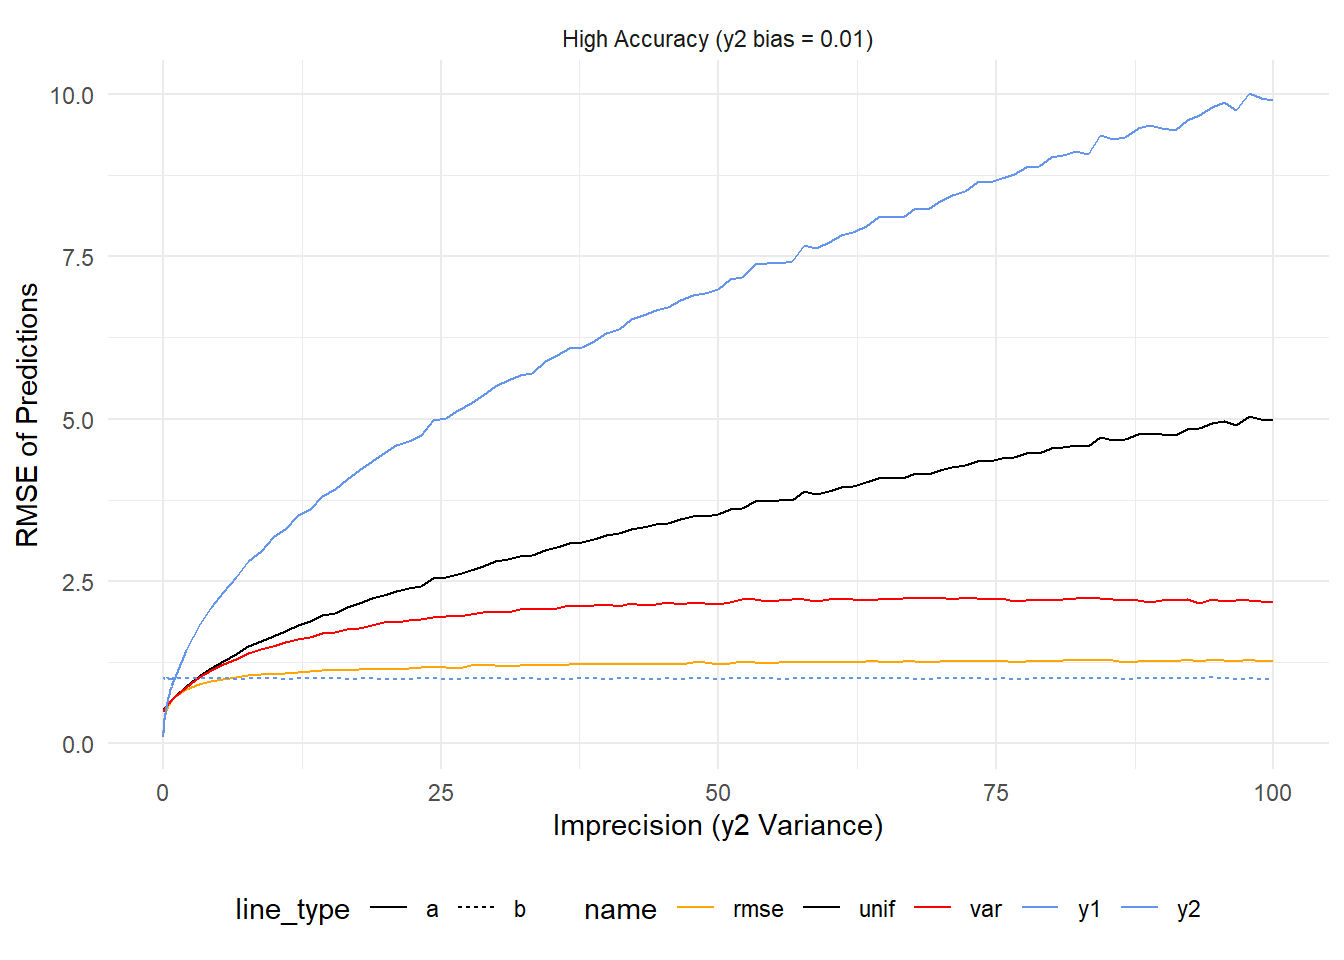 High Accuracy (y2 bias = 0.01)
10.0
7.5
5.0
2.5
0.0
RMSE of Predictions
0 25 50 75 100
Imprecision (y2 Variance)
line_type a b name rmse unif var y1 y2